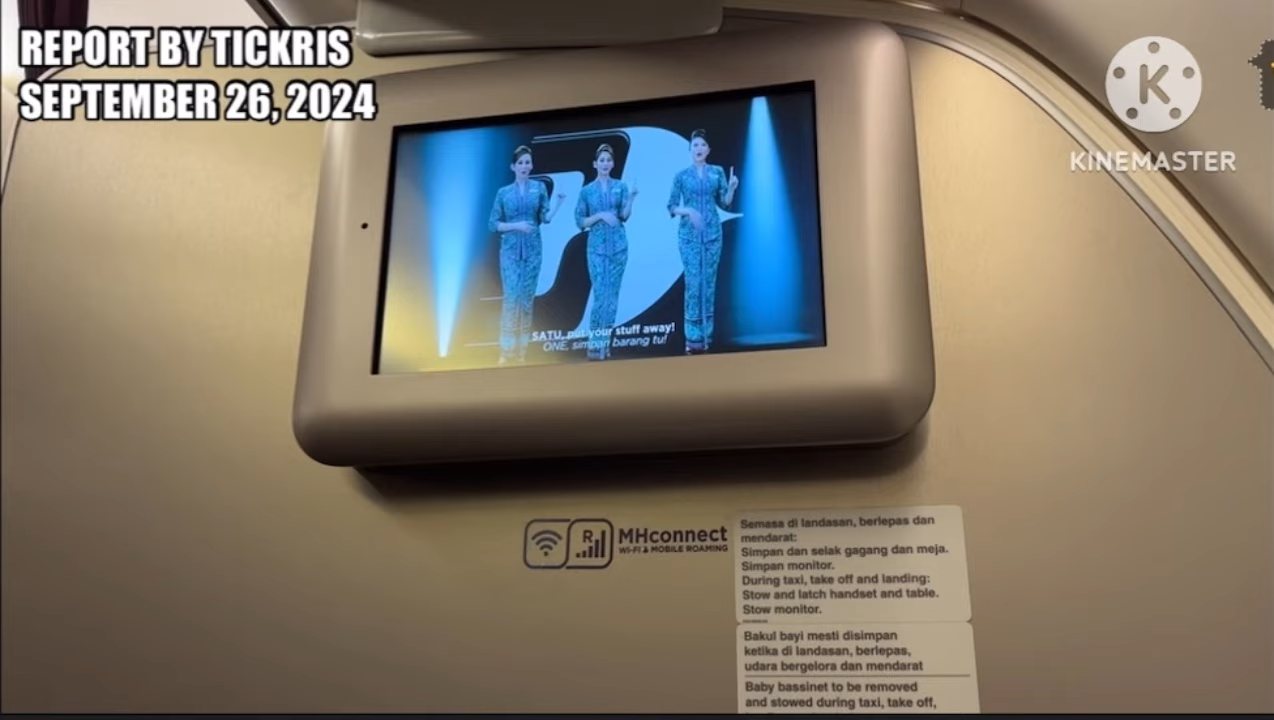 REPORT BY TICKRIS
SEPTEMBER 26, 2024
K
KINEMASTER
SATU, put your stuff away!
ONE, simpan barang tu!
R
MHconnect
WI-FI & MOBILE ROAMING
Semasa di landasan, berlepas dan
mendarat:
Simpan dan selak gagang dan meja.
Simpan monitor.
During taxi, take off and landing:
Stow and latch handset and table.
Stow monitor.
Bakul bayi mesti disimpan
ketika di landasan, berlepas,
udara bergelora dan mendarat
Baby bassinet to be removed
and stowed during taxi, take off,